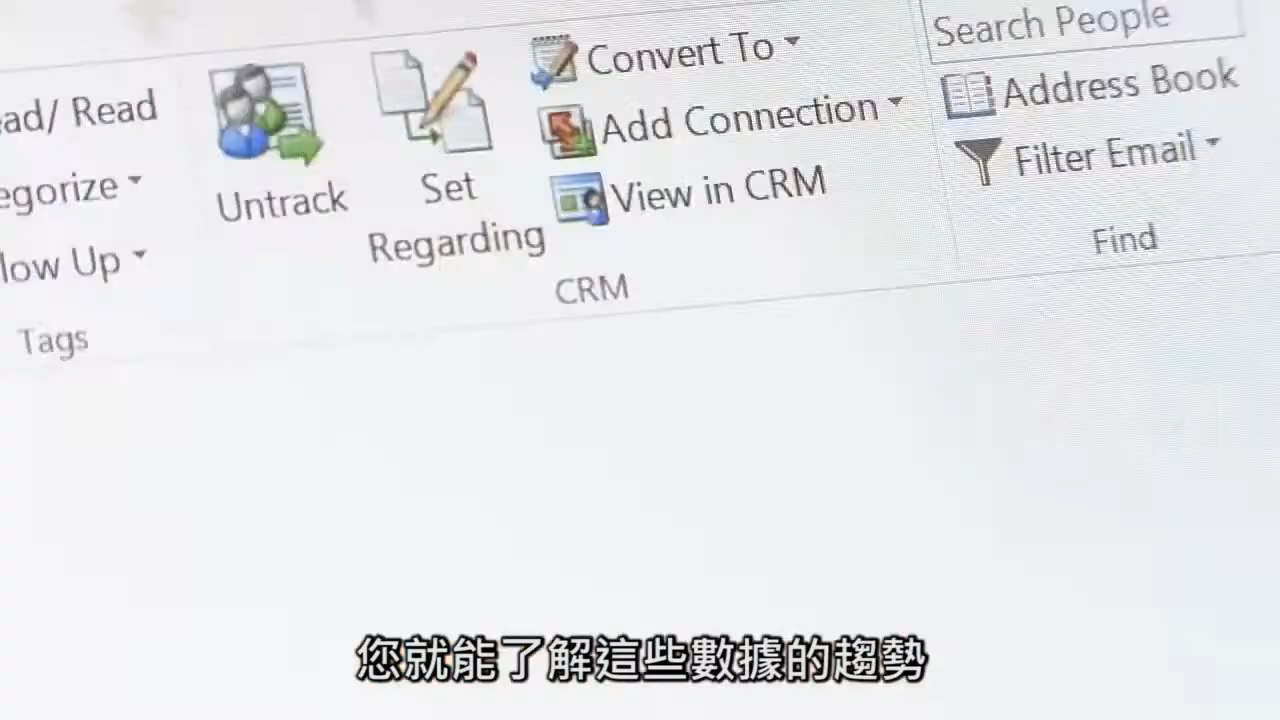 ad/ Read
egorize
low Up
Tags
Untrack
Set
Regarding
Convert To
Add Connection
View in CRM
CRM
Search People
Address Book
Filter Email
Find
您就能了解這些數據的趨勢